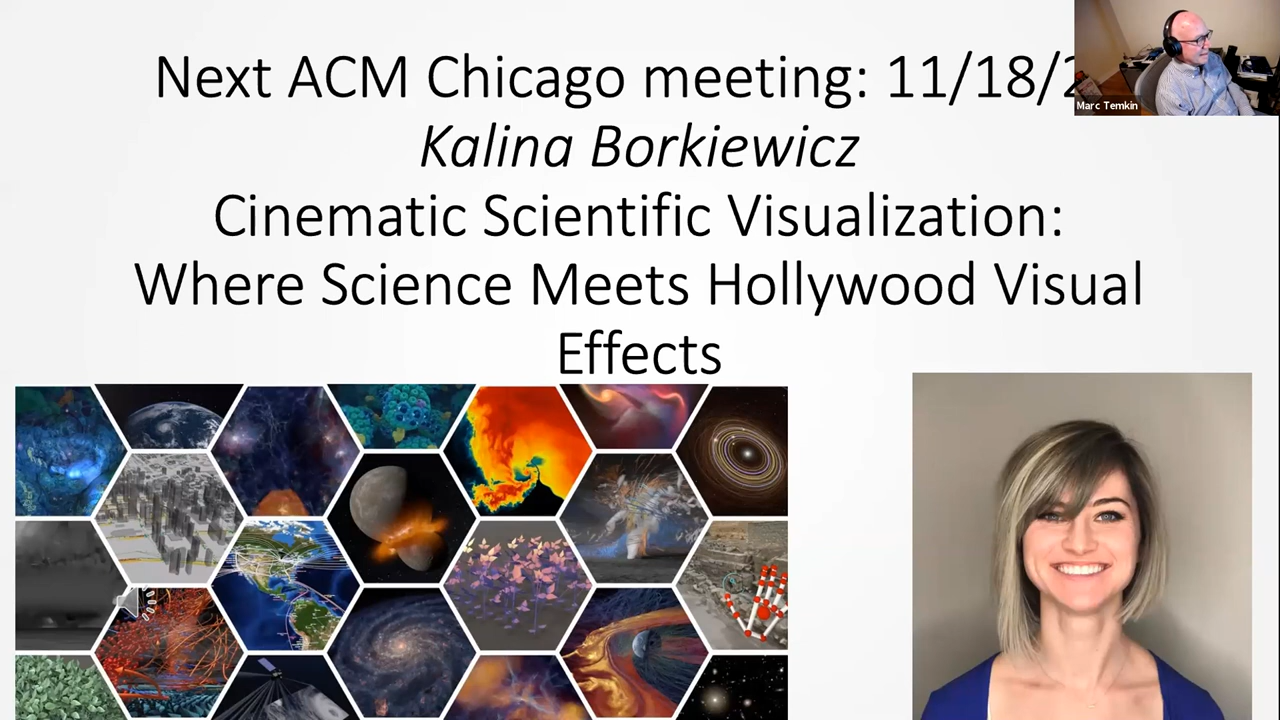 Next ACM Chicago meeting: 11/18/2
Marc Temkin
Kalina Borkiewicz
Cinematic Scientific Visualization:
Where Science Meets Hollywood Visual
Effects